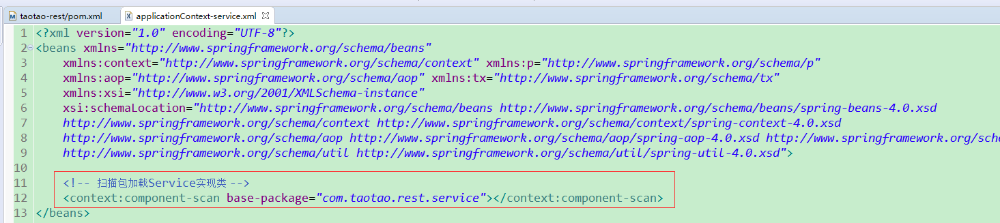 taotao-rest/pom.xml applicationContext-service.xml
1 <?xml version="1.0" encoding="UTF-8"?>
2 <beans xmlns="http://www.springframework.org/schema/beans"
3 xmlns:context="http://www.springframework.org/schema/context" xmlns:p="http://www.springframework.org/schema/p"
4 xmlns:aop="http://www.springframework.org/schema/aop" xmlns:tx="http://www.springframework.org/schema/tx"
5 xmlns:xsi="http://www.w3.org/2001/XMLSchema-instance"
6 xsi:schemaLocation="http://www.springframework.org/schema/beans http://www.springframework.org/schema/beans/spring-beans-4.0.xsd
7 http://www.springframework.org/schema/context http://www.springframework.org/schema/context/spring-context-4.0.xsd
8 http://www.springframework.org/schema/aop http://www.springframework.org/schema/aop/spring-aop-4.0.xsd http://www.springframework.org/sche
9 http://www.springframework.org/schema/util http://www.springframework.org/schema/util/spring-util-4.0.xsd">
10
11 <!-- 扫描包加载Service实现类 -->
12 <context:component-scan base-package="com.taotao.rest.service"></context:component-scan>
13 </beans>